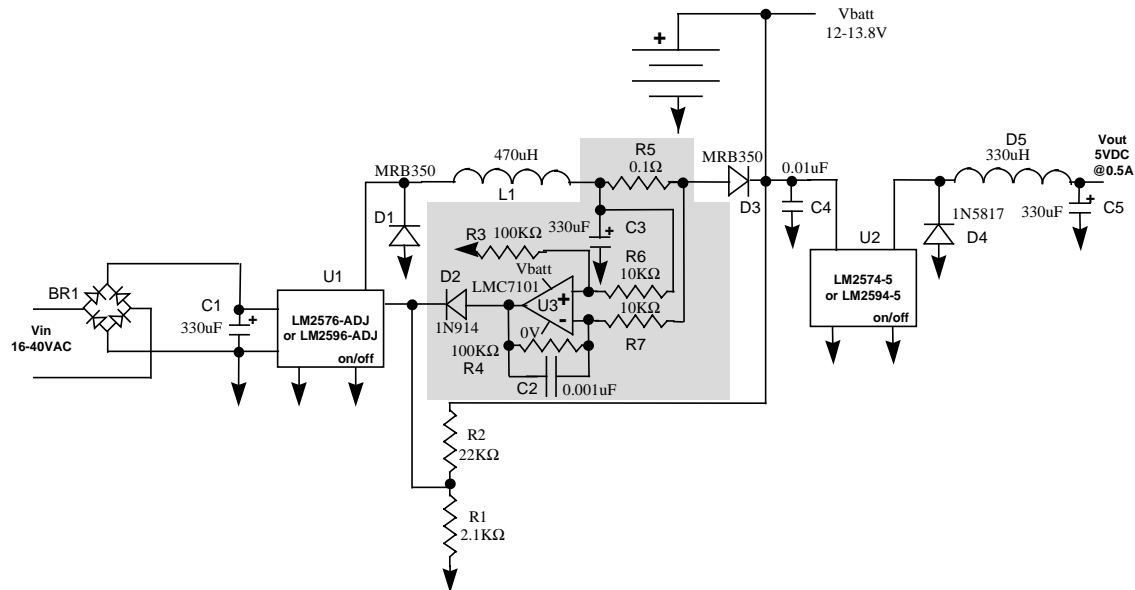 Vbatt
12-13.8V
+
R5
0.1Ω
470uH
L1
MRB350
D1
MRB350
D3
0.01uF
C4
D5
330uH
Vout
5VDC
@0.5A
1N5817
D4
330uF
+
C5
U2
LM2574-5
or LM2594-5
on/off
R3
100KΩ
330uF
C3
+
R6
10KΩ
Vbatt
LMC7101
D2
1N914
+
U3
-
10KΩ
R7
0V
100KΩ
R4
C2
0.001uF
U1
LM2576-ADJ
or LM2596-ADJ
on/off
BR1
C1
330uF
+
Vin
16-40VAC
R2
22KΩ
R1
2.1KΩ